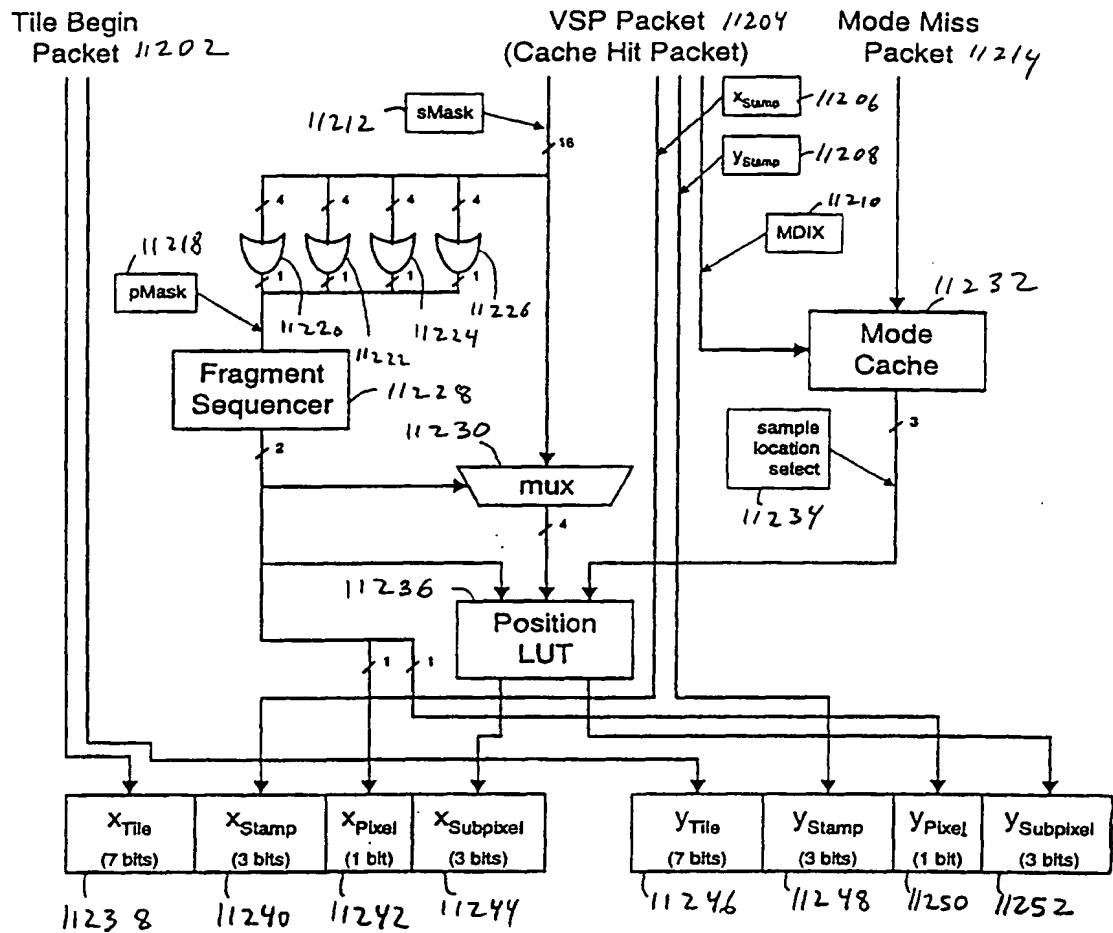 Tile Begin
Packet 11202
VSP Packet 11204
(Cache Hit Packet)
Mode Miss
Packet 11214
11212
sMask
16
xStamp
11206
yStamp
11208
11210
MDIX
4
4
4
4
11218
pMask
1
1
1
1
11220
11222
11224
11226
11232
Mode
Cache
Fragment
Sequencer
11228
11230
2
mux
sample
location
select
3
11234
4
11236
Position
LUT
1
1
xTile
(7 bits)
xStamp
(3 bits)
xPixel
(1 bit)
xSubpixel
(3 bits)
yTile
(7 bits)
yStamp
(3 bits)
yPixel
(1 bit)
ySubpixel
(3 bits)
11238
11240
11242
11244
11246
11248
11250
11252